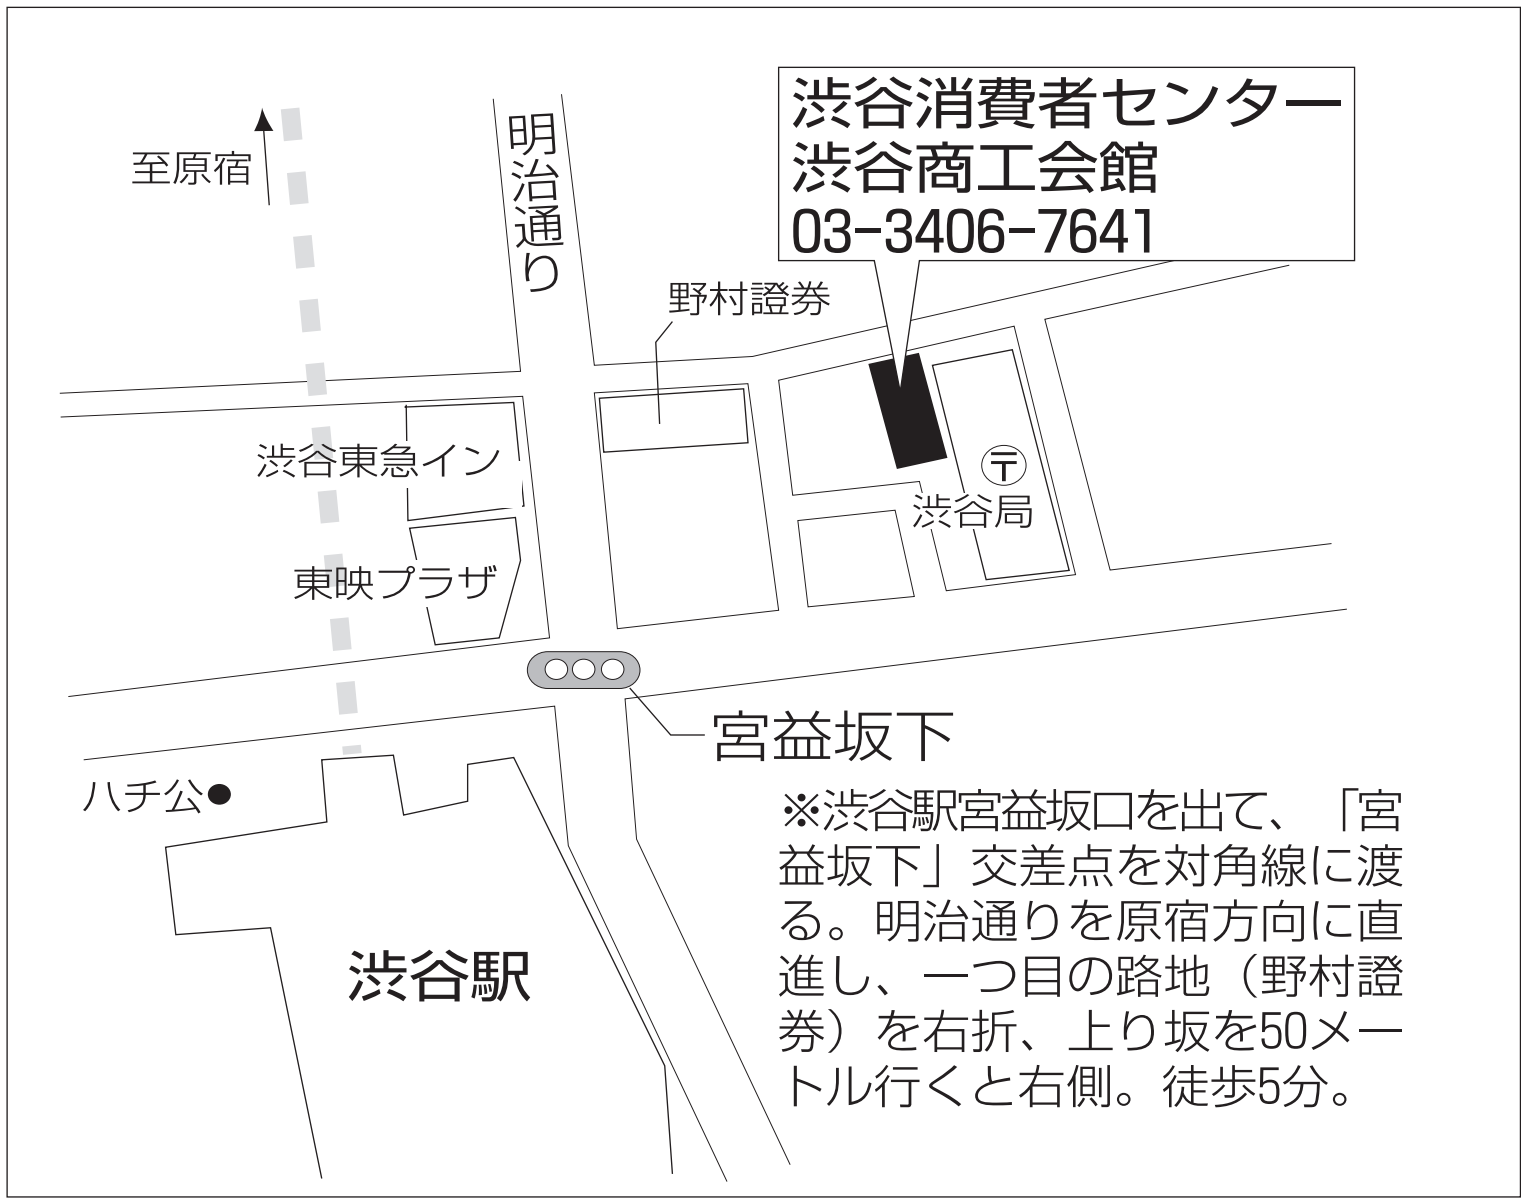 渋谷消費者センター
渋谷商工会館
03-3406-7641
至原宿
明治通り
野村證券
渋谷東急イン
〒
渋谷局
東映プラザ
宮益坂下
ハチ公●
渋谷駅
※渋谷駅宮益坂口を出て、「宮
益坂下」交差点を対角線に渡
る。明治通りを原宿方向に直
進し、一つ目の路地（野村證
券）を右折、上り坂を50メー
トル行くと右側。徒歩5分。